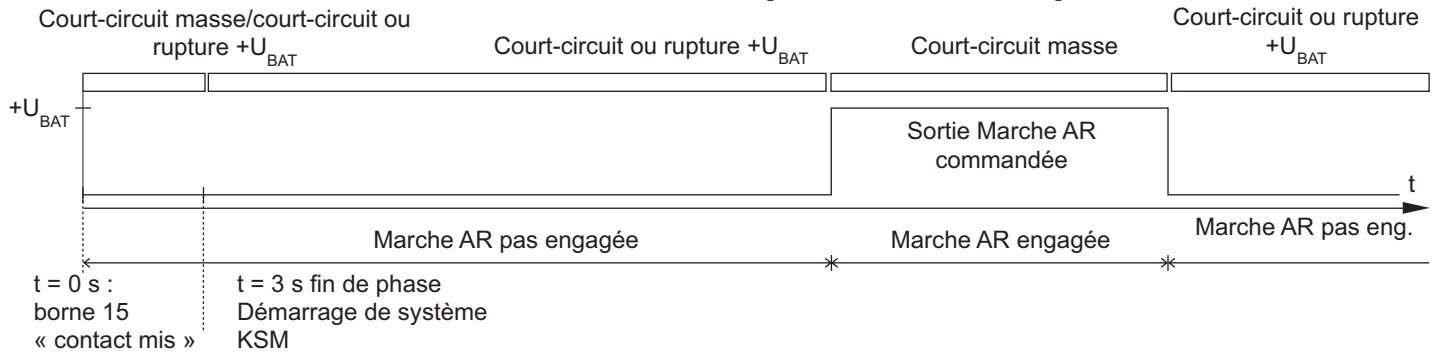 Court-circuit masse/court-circuit ou
rupture +U_BAT
Court-circuit ou rupture +U_BAT
Court-circuit masse
Court-circuit ou rupture
+U_BAT
+U_BAT
Sortie Marche AR
commandée
t
Marche AR pas engagée
Marche AR engagée
Marche AR pas eng.
t = 0 s :
borne 15
« contact mis »
t = 3 s fin de phase
Démarrage de système
KSM